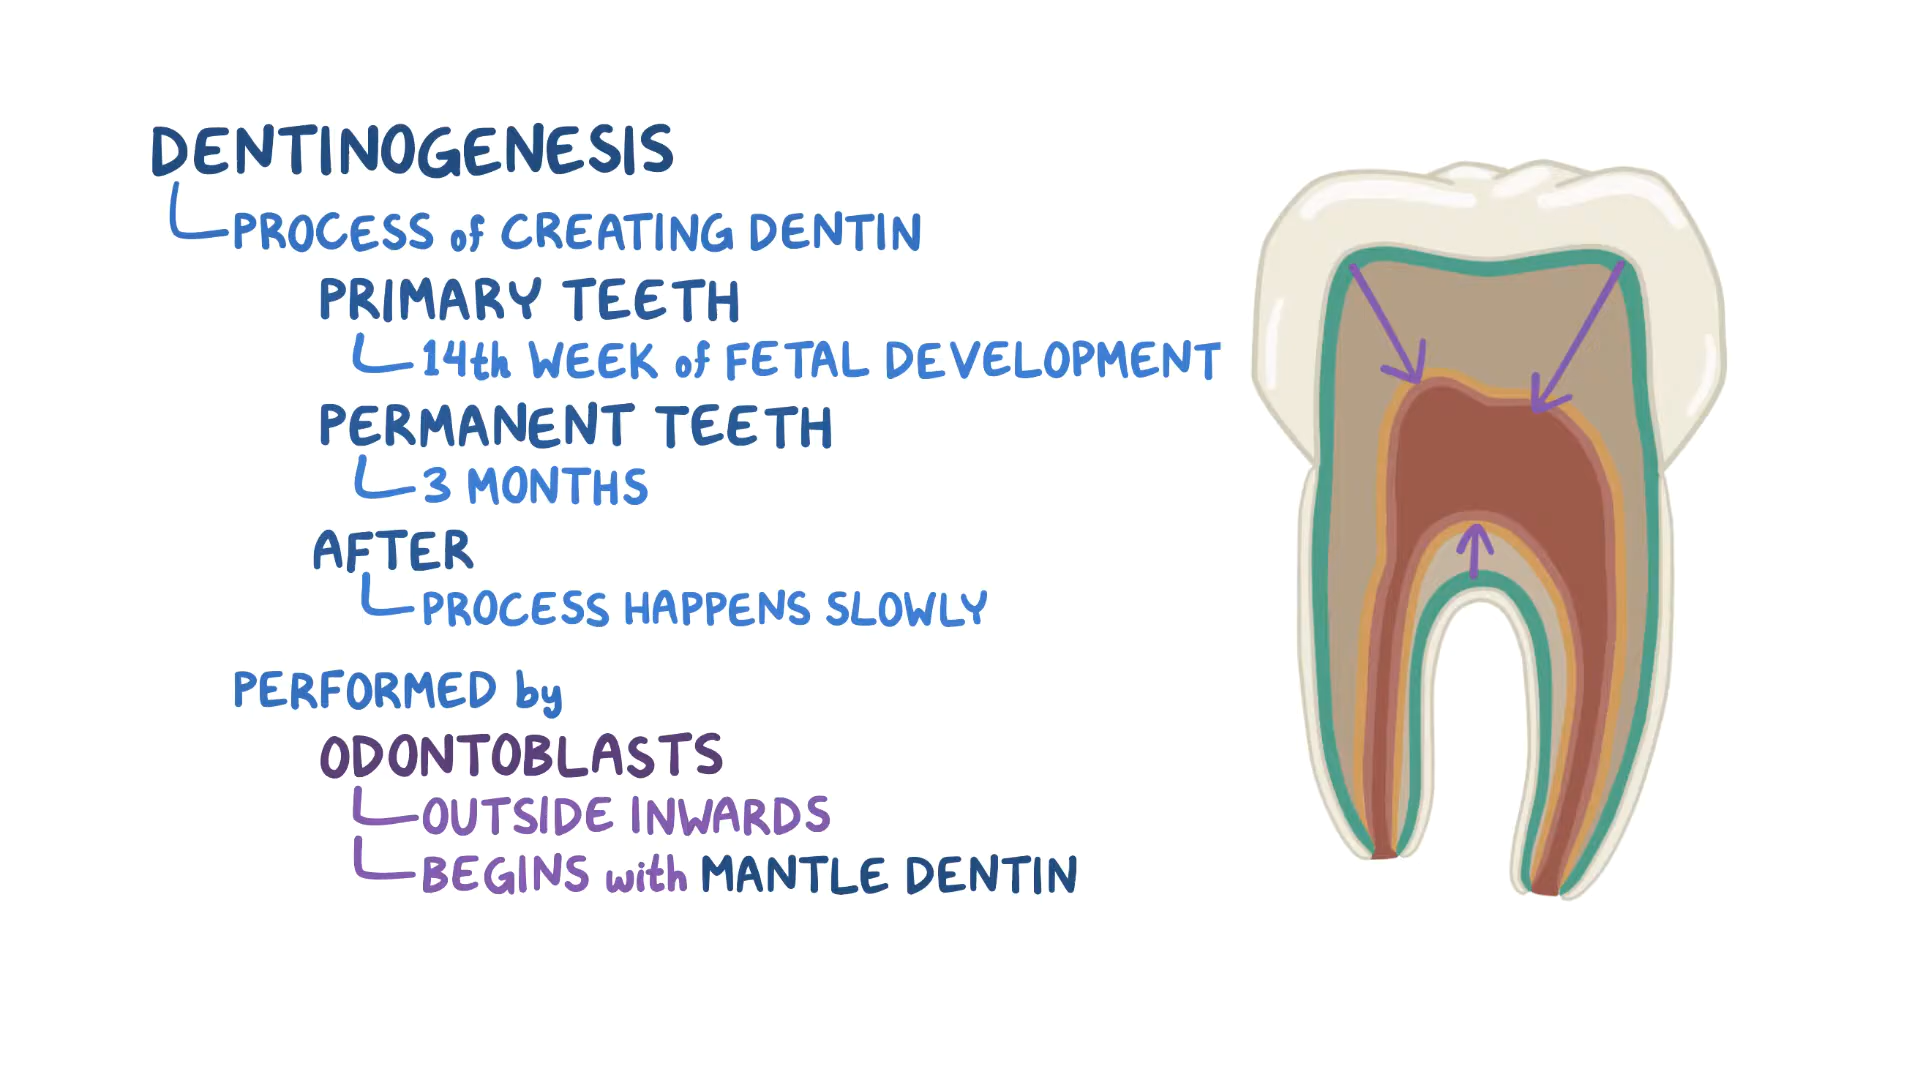 DENTINOGENESIS
PROCESS of CREATING DENTIN
PRIMARY TEETH
14th WEEK of FETAL DEVELOPMENT
PERMANENT TEETH
3 MONTHS
AFTER
PROCESS HAPPENS SLOWLY
PERFORMED by
ODONTOBLASTS
OUTSIDE INWARDS
BEGINS with MANTLE DENTIN